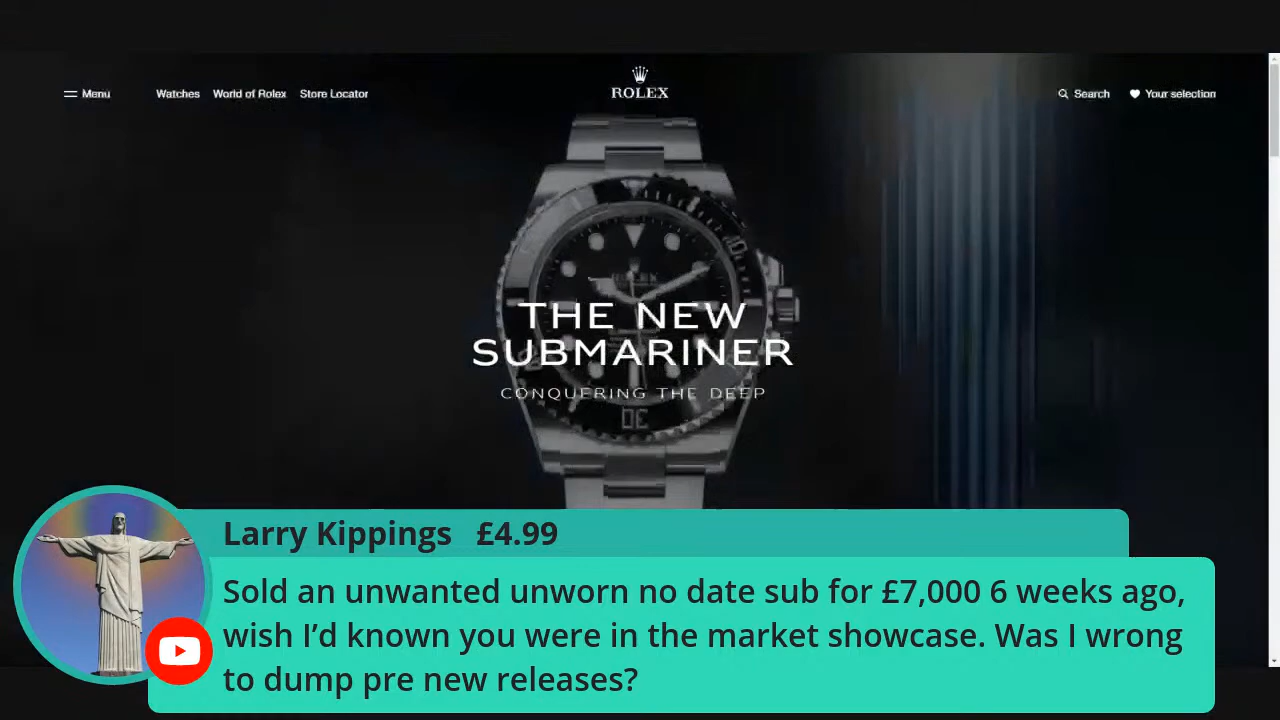 Menu
Watches
World of Rolex
Store Locator
ROLEX
Search
Your selection
THE NEW
SUBMARINER
CONQUERING THE DEEP
Larry Kippings £4.99
Sold an unwanted unworn no date sub for £7,000 6 weeks ago,
wish I’d known you were in the market showcase. Was I wrong
to dump pre new releases?